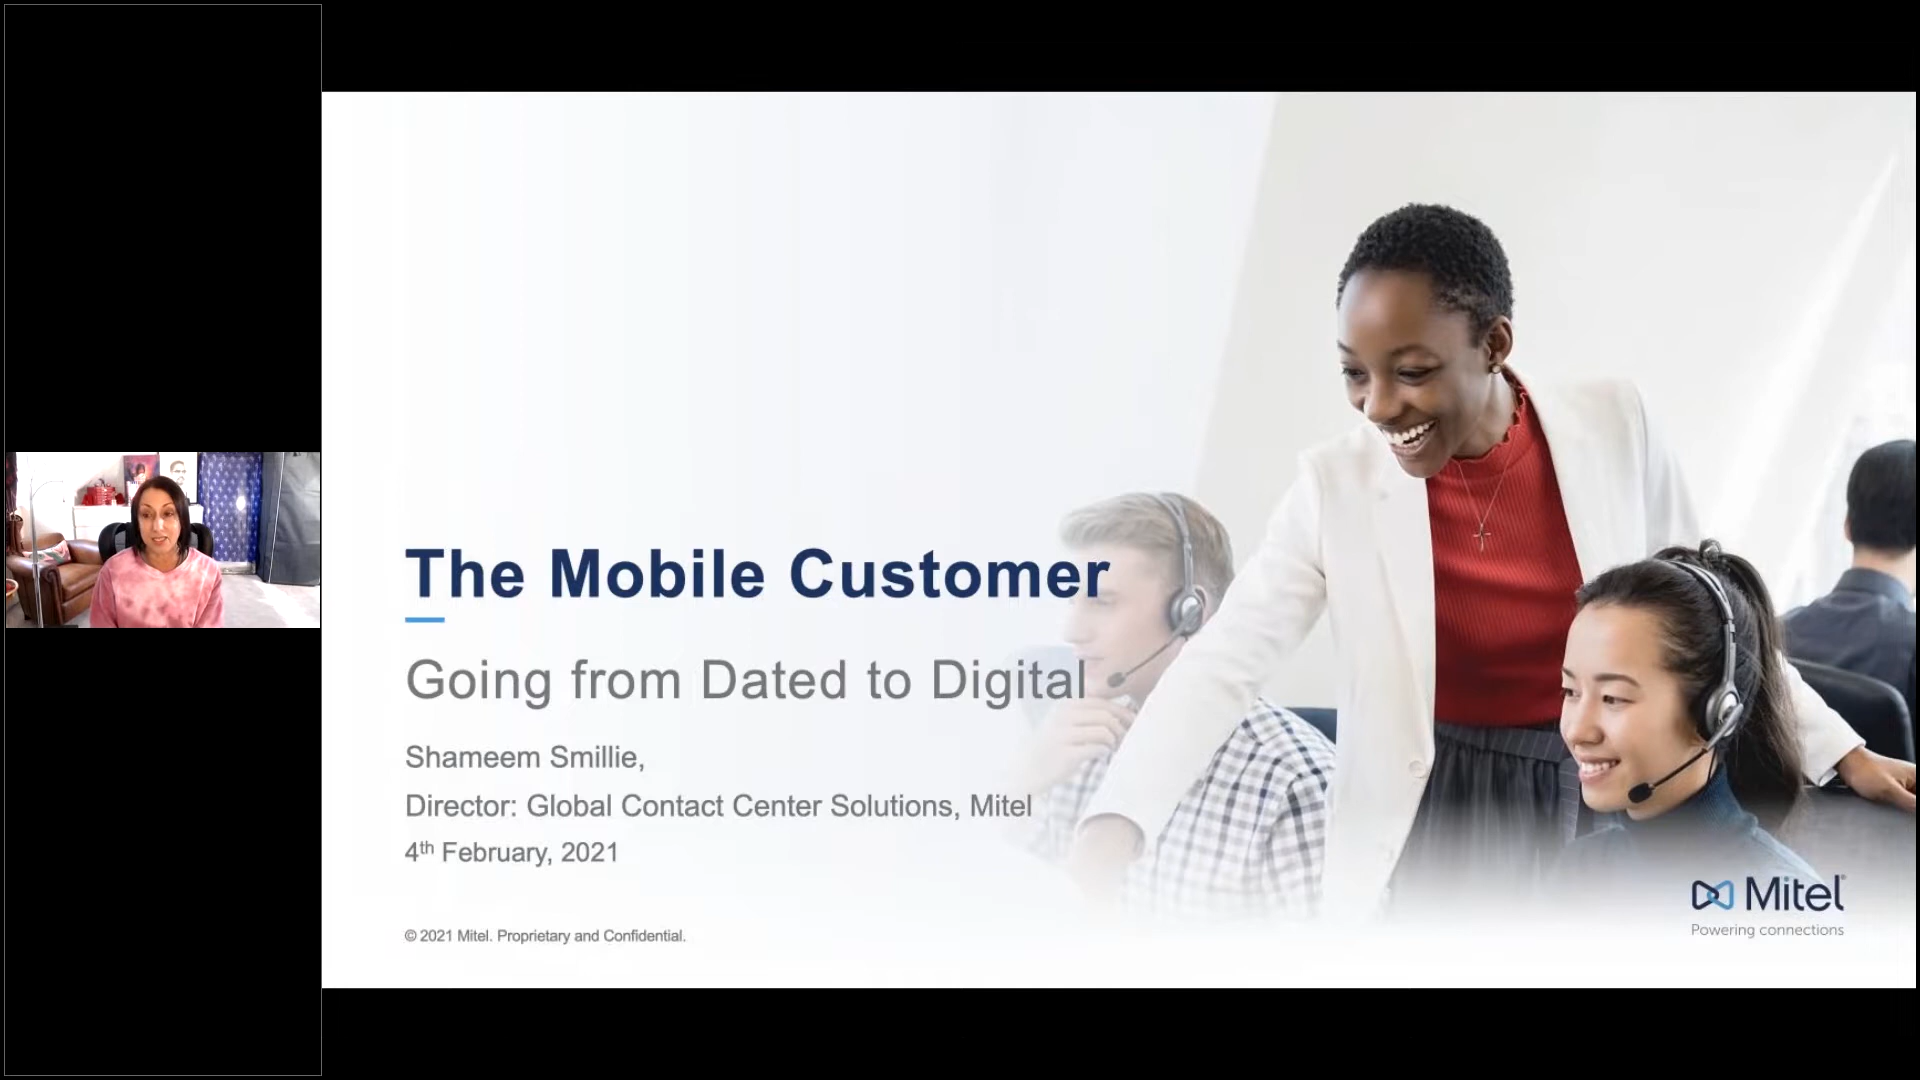 The Mobile Customer
Going from Dated to Digital
Shameem Smillie,
Director: Global Contact Center Solutions, Mitel
4th February, 2021
© 2021 Mitel. Proprietary and Confidential.
Mitel®
Powering connections